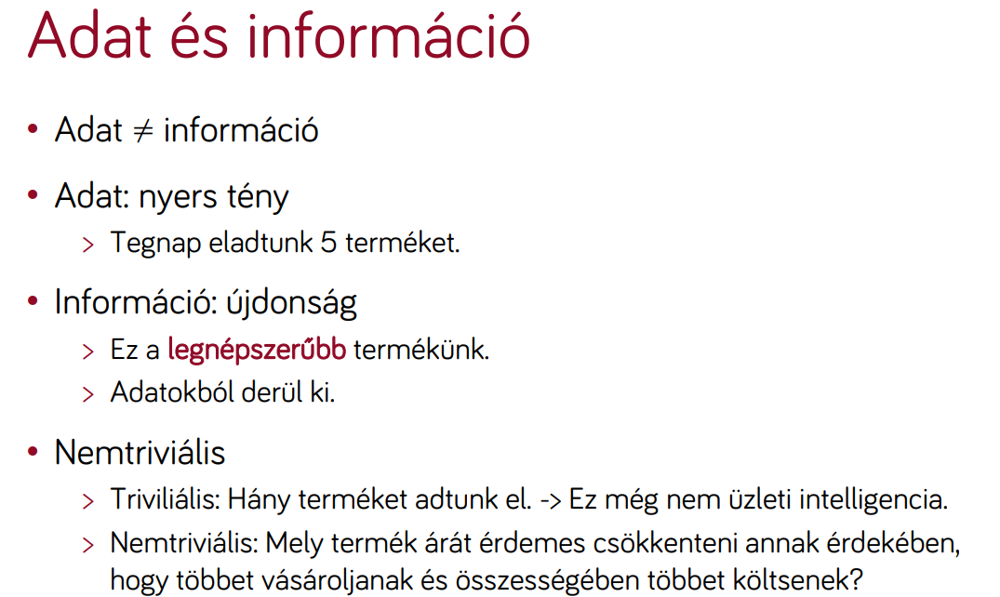 Adat és információ
• Adat ≠ információ
• Adat: nyers tény
> Tegnap eladtunk 5 terméket.
• Információ: újdonság
> Ez a legnépszerűbb termékünk.
> Adatokból derül ki.
• Nemtriviális
> Triviliális: Hány terméket adtunk el. -> Ez még nem üzleti intelligencia.
> Nemtriviális: Mely termék árát érdemes csökkenteni annak érdekében,
hogy többet vásároljanak és összességében többet költsenek?